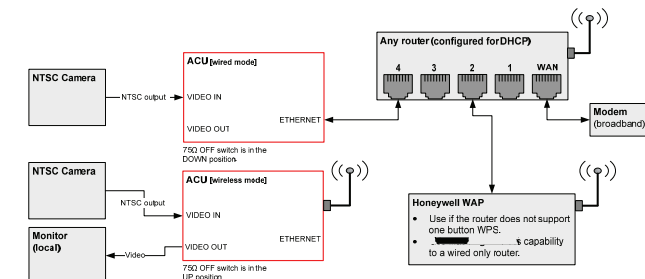 Any router (configured for DHCP)
4 3 2 1 WAN
NTSC Camera
NTSC output
ACU [wired mode]
VIDEO IN
VIDEO OUT
ETHERNET
75Ω OFF switch is in the
DOWN position.
Modem
(broadband)
NTSC Camera
NTSC output
Monitor
(local)
Video
ACU [wireless mode]
VIDEO IN
VIDEO OUT
ETHERNET
75Ω OFF switch is in the
UP position
Honeywell WAP
• Use if the router does not support
one button WPS.
• capability
to a wired only router.